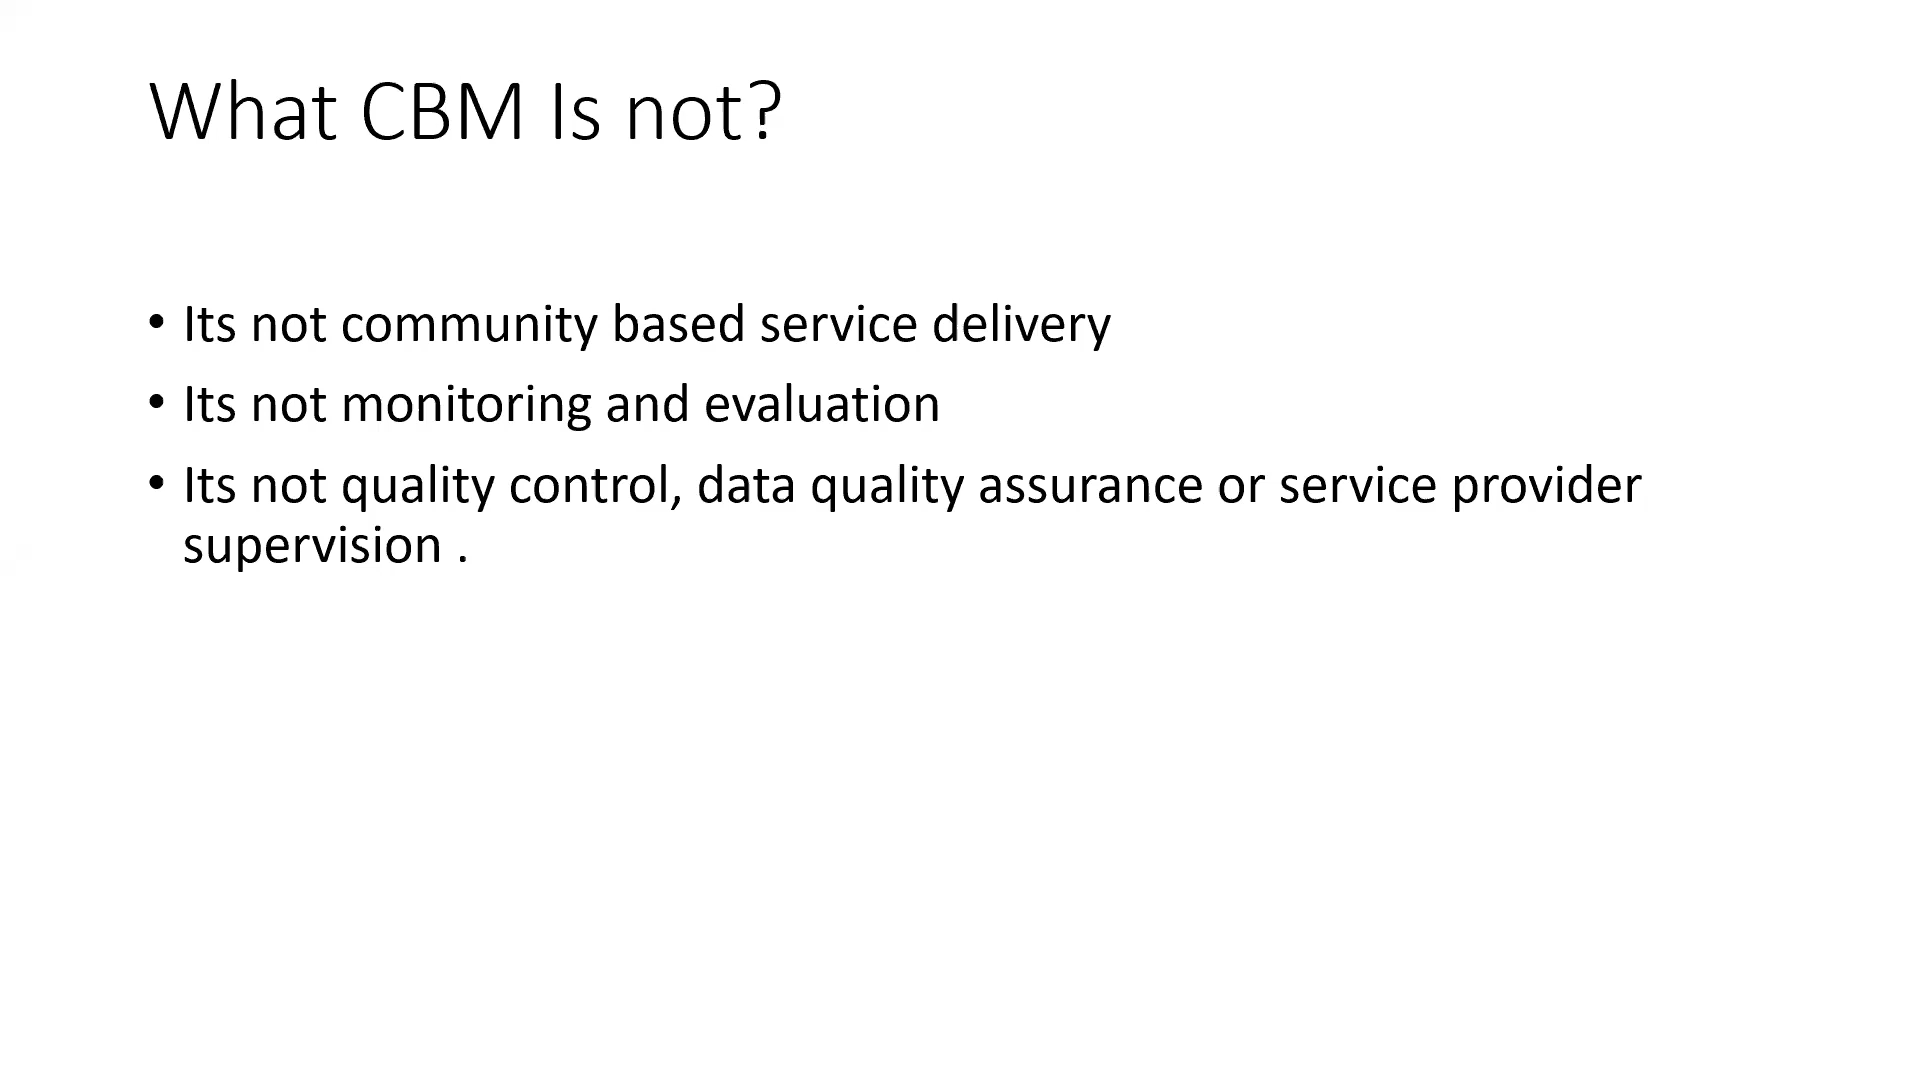 What CBM Is not?
• Its not community based service delivery
• Its not monitoring and evaluation
• Its not quality control, data quality assurance or service provider
supervision .